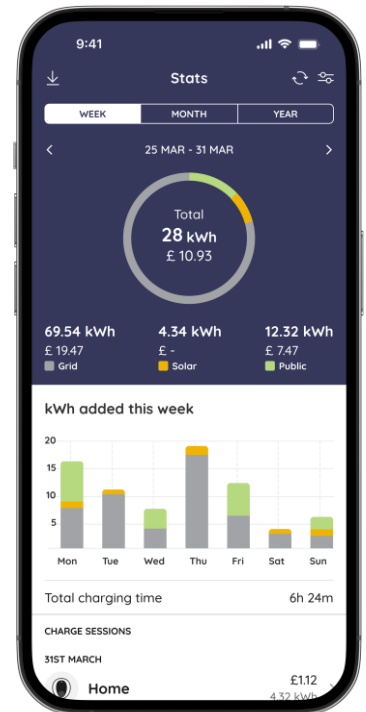 9:41
Stats
WEEK MONTH YEAR
25 MAR - 31 MAR
Total
28 kWh
£ 10.93
69.54 kWh 4.34 kWh 12.32 kWh
£ 19.47 £ - £ 7.47
Grid Solar Public
kWh added this week
20
15
10
5
Mon Tue Wed Thu Fri Sat Sun
Total charging time 6h 24m
CHARGE SESSIONS
31ST MARCH
Home £1.12
4.32 kWh